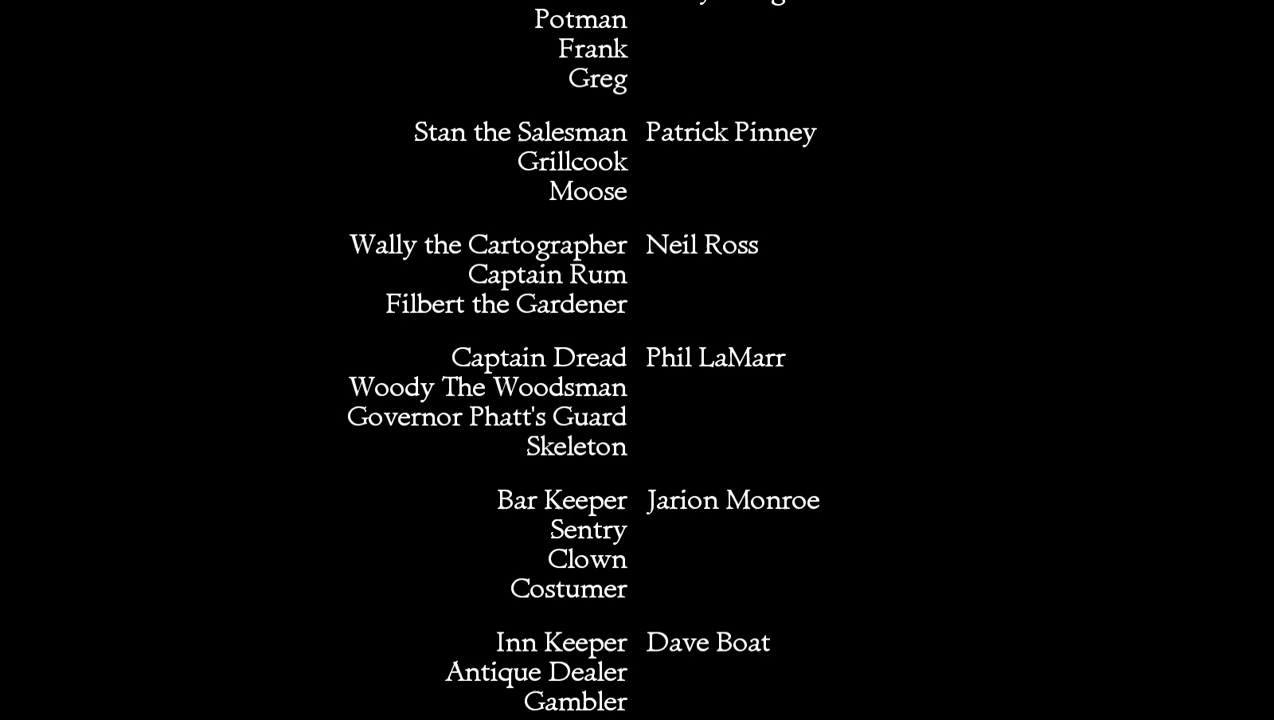 Potman
Frank
Greg
Stan the Salesman Patrick Pinney
Grillcook
Moose
Wally the Cartographer Neil Ross
Captain Rum
Filbert the Gardener
Captain Dread Phil LaMarr
Woody The Woodsman
Governor Phatt's Guard
Skeleton
Bar Keeper Jarion Monroe
Sentry
Clown
Costumer
Inn Keeper Dave Boat
Antique Dealer
Gambler